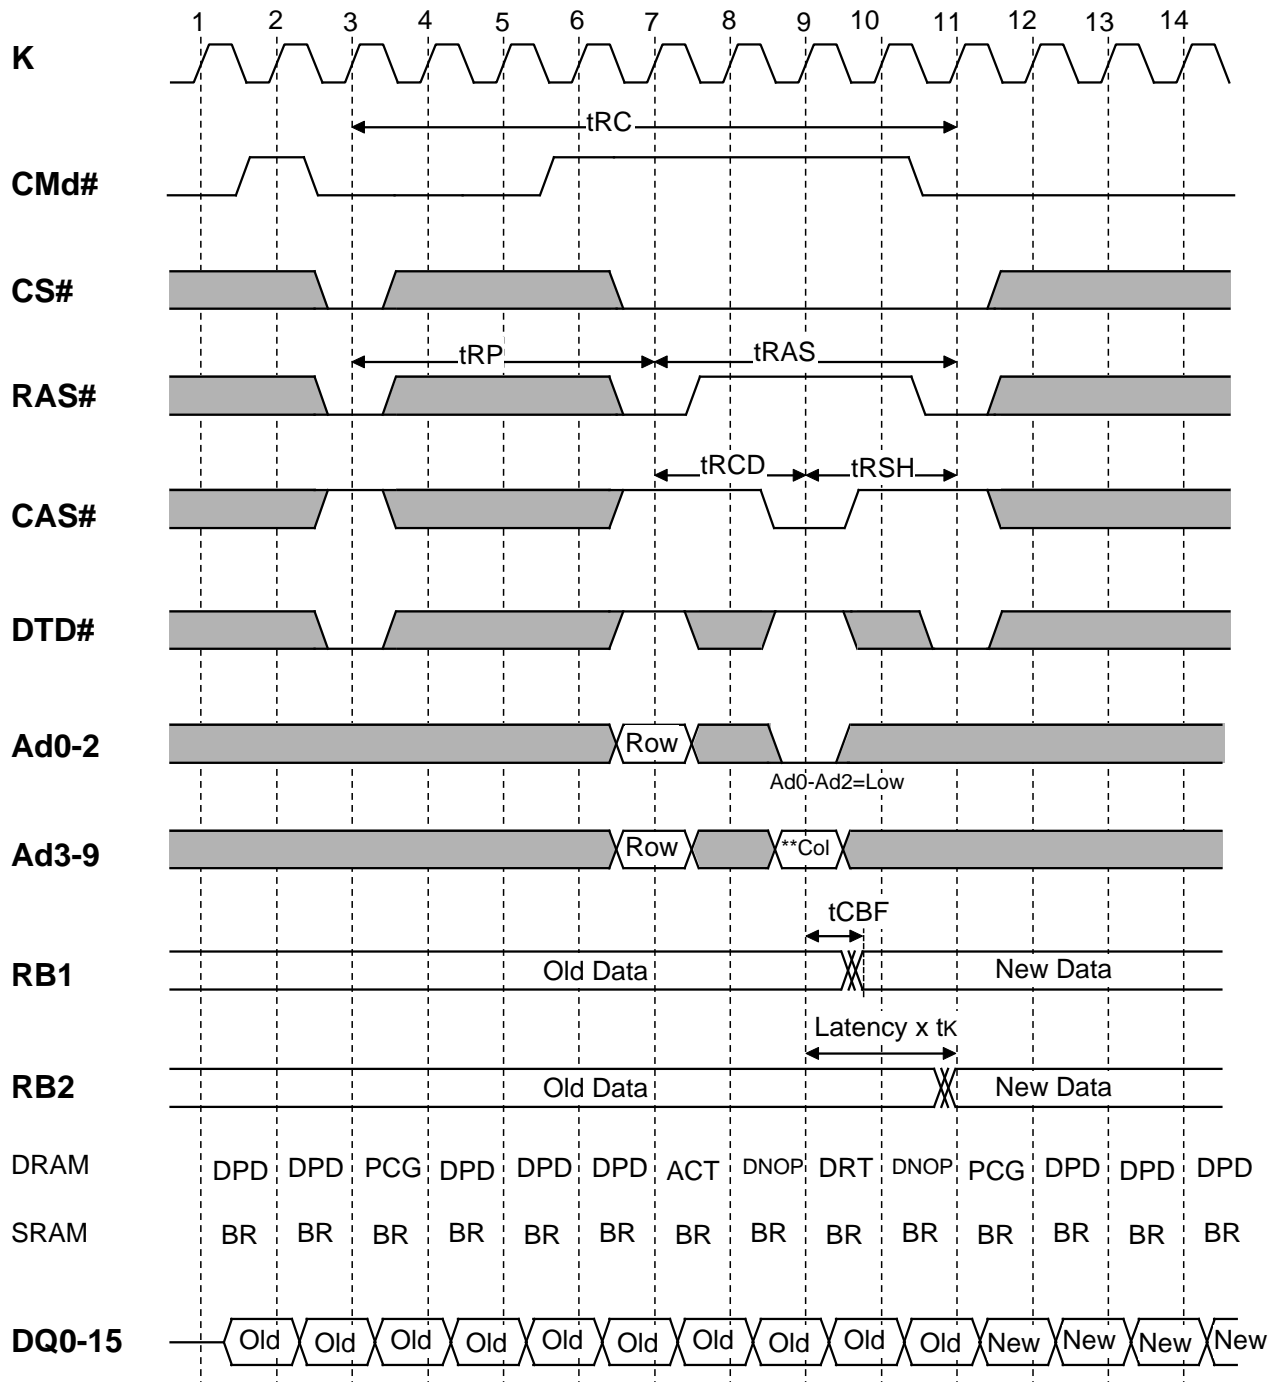 1 2 3 4 5 6 7 8 9 10 11 12 13 14
K
tRC
CMd#
CS#
tRP tRAS
RAS#
tRCD tRSH
CAS#
DTD#
Ad0-2 Row
Ad0-Ad2=Low
Ad3-9 Row **Col
tCBF
RB1 Old Data New Data
Latency x tK
RB2 Old Data New Data
DRAM DPD DPD PCG DPD DPD DPD ACT DNOP DRT DNOP PCG DPD DPD DPD
SRAM BR BR BR BR BR BR BR BR BR BR BR BR BR BR
DQ0-15 Old Old Old Old Old Old Old Old Old Old New New New New